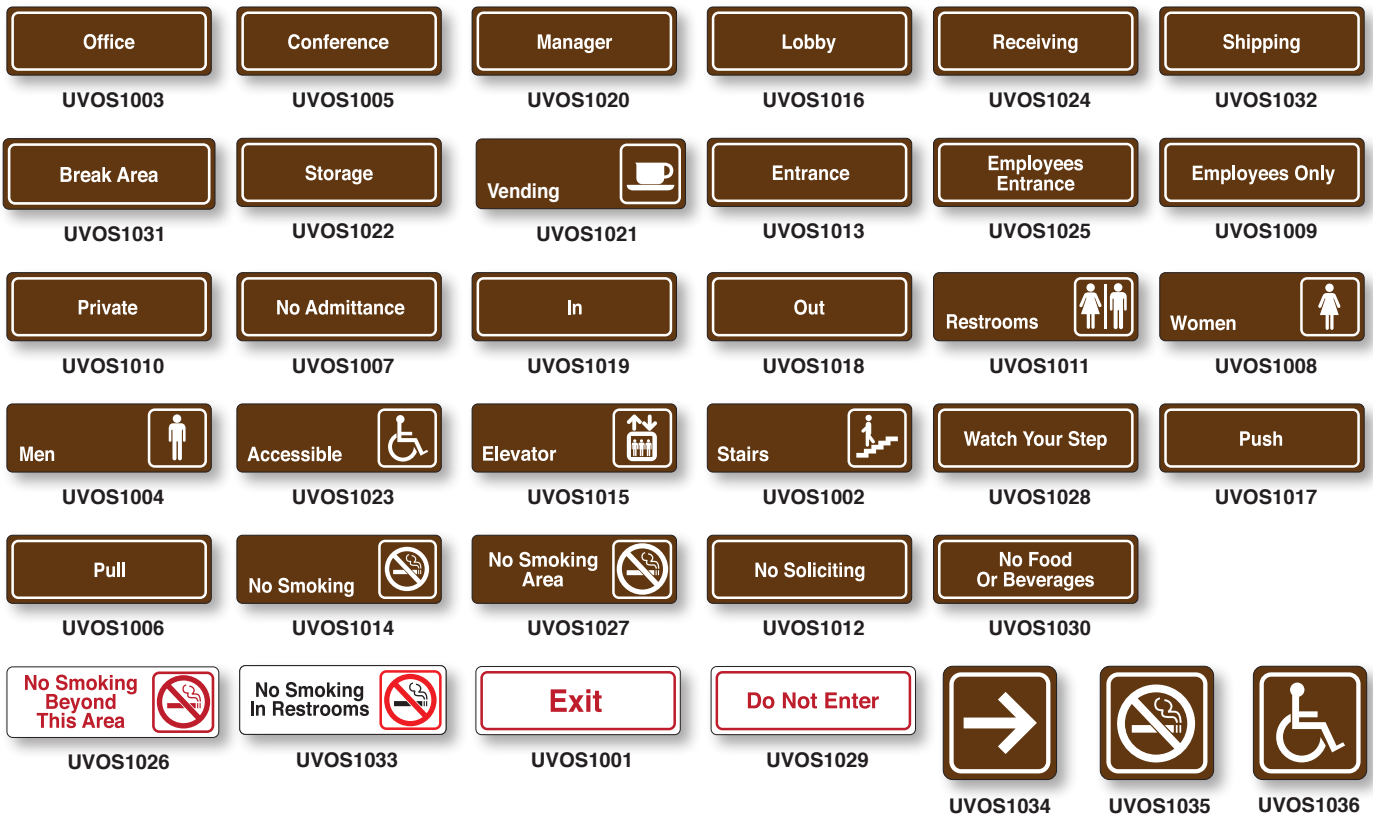 Office
Conference
Manager
Lobby
Receiving
Shipping
UVOS1003
UVOS1005
UVOS1020
UVOS1016
UVOS1024
UVOS1032
Break Area
Storage
Vending
Entrance
Employees
Entrance
Employees Only
UVOS1031
UVOS1022
UVOS1021
UVOS1013
UVOS1025
UVOS1009
Private
No Admittance
In
Out
Restrooms
Women
UVOS1010
UVOS1007
UVOS1019
UVOS1018
UVOS1011
UVOS1008
Men
Accessible
Elevator
Stairs
Watch Your Step
Push
UVOS1004
UVOS1023
UVOS1015
UVOS1002
UVOS1028
UVOS1017
Pull
No Smoking
No Smoking
Area
No Soliciting
No Food
Or Beverages
UVOS1006
UVOS1014
UVOS1027
UVOS1012
UVOS1030
No Smoking
Beyond
This Area
No Smoking
In Restrooms
Exit
Do Not Enter
UVOS1026
UVOS1033
UVOS1001
UVOS1029
UVOS1034
UVOS1035
UVOS1036